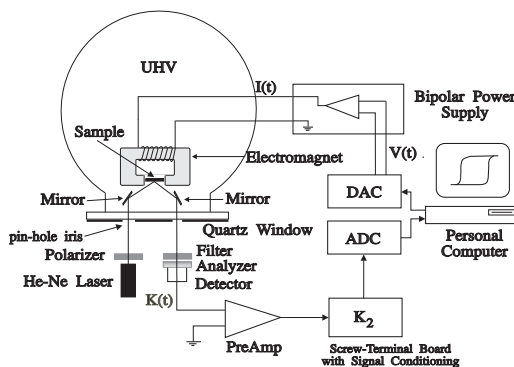 UHV
I(t)
Bipolar Power
Supply
Sample
Electromagnet
V(t)
Mirror
Mirror
DAC
pin-hole iris
Quartz Window
ADC
Personal
Computer
Polarizer
Filter
Analyzer
He-Ne Laser
Detector
K(t)
K2
PreAmp
Screw-Terminal Board
with Signal Conditioning